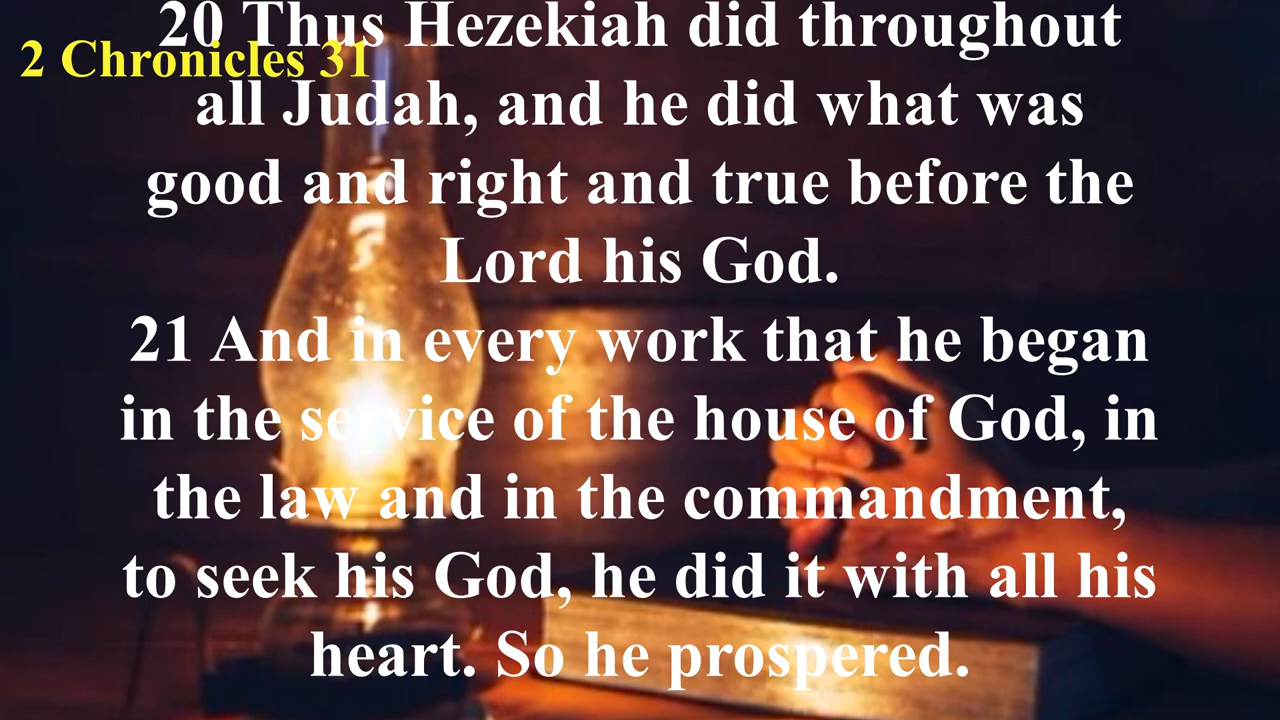 2 Chronicles 31
20 Thus Hezekiah did throughout
all Judah, and he did what was
good and right and true before the
Lord his God.
21 And in every work that he began
in the service of the house of God, in
the law and in the commandment,
to seek his God, he did it with all his
heart. So he prospered.